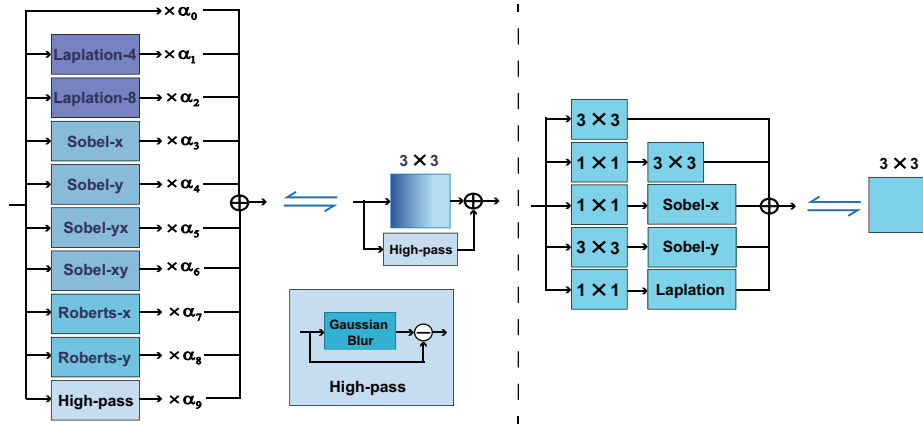 × α0
Laplation-4 × α1
Laplation-8 × α2
Sobel-x × α3
Sobel-y × α4
Sobel-yx × α5
Sobel-xy × α6
Roberts-x × α7
Roberts-y × α8
High-pass × α9
3 × 3
High-pass
Gaussian
Blur
High-pass
3 × 3
1 × 1 3 × 3
1 × 1 Sobel-x
3 × 3 Sobel-y
1 × 1 Laplation
3 × 3